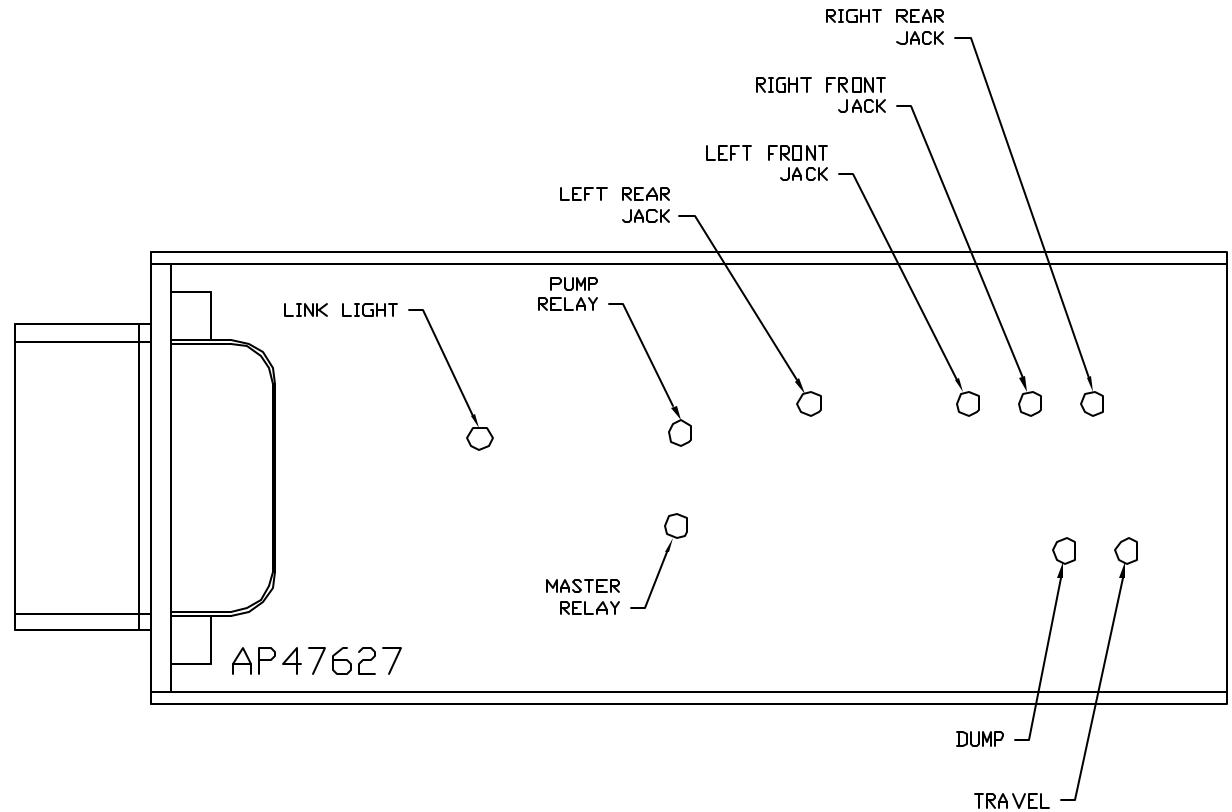 RIGHT REAR
JACK
RIGHT FRONT
JACK
LEFT FRONT
JACK
LEFT REAR
JACK
PUMP
RELAY
LINK LIGHT
MASTER
RELAY
AP47627
DUMP
TRAVEL